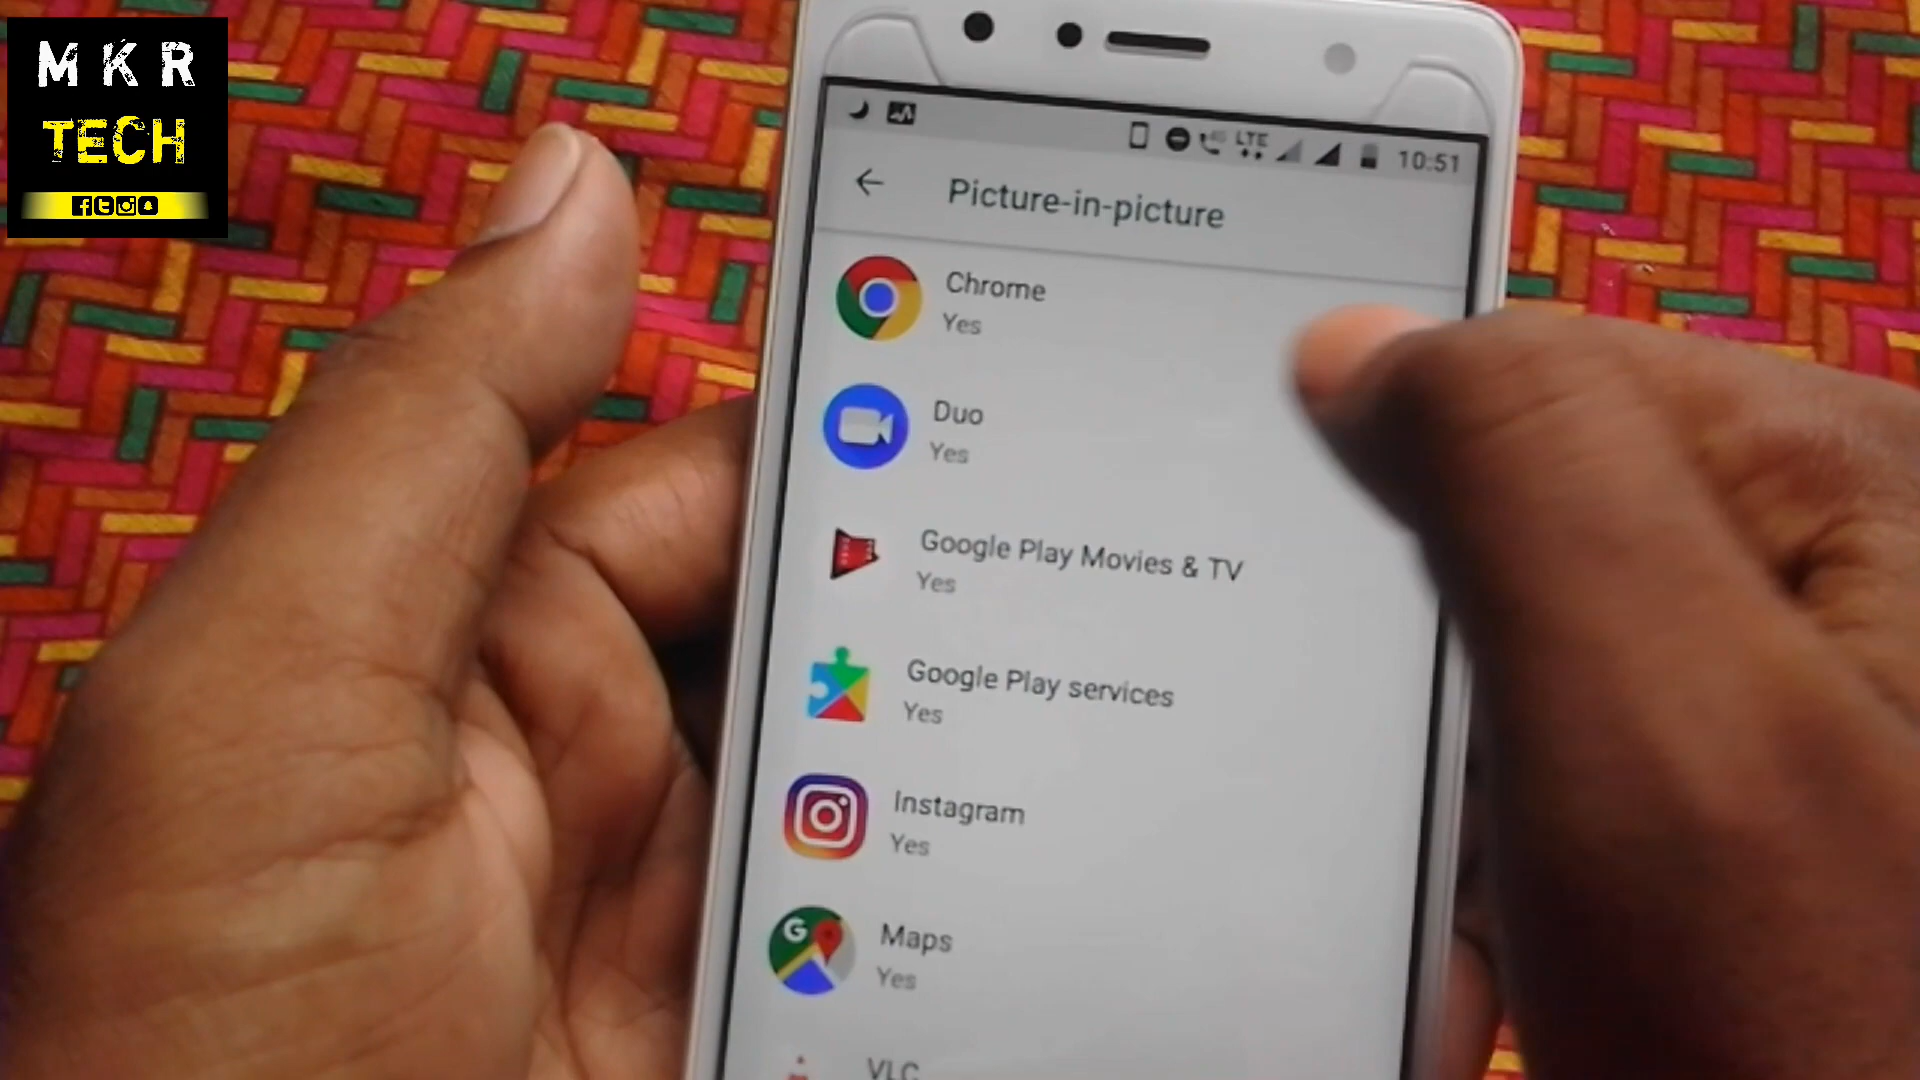 M K R
TECH
LTE
10:51
Picture-in-picture
Chrome
Yes
Duo
Yes
Google Play Movies & TV
Yes
Google Play services
Yes
Instagram
Yes
Maps
Yes
VLC